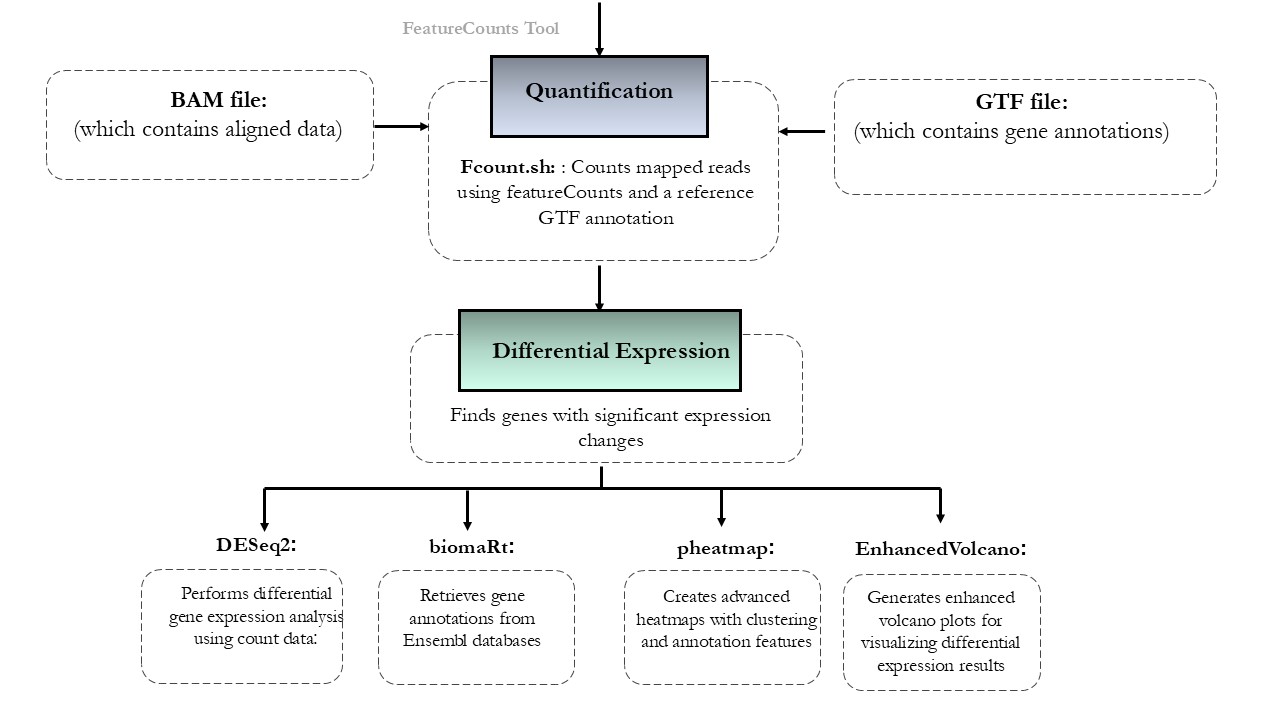 FeatureCounts Tool
Quantification
BAM file:
(which contains aligned data)
GTF file:
(which contains gene annotations)
Fcount.sh: : Counts mapped reads
using featureCounts and a reference
GTF annotation
Differential Expression
Finds genes with significant expression
changes
DESeq2:
Performs differential
gene expression analysis
using count data:
biomaRt:
Retrieves gene
annotations from
Ensembl databases
pheatmap:
Creates advanced
heatmaps with clustering
and annotation features
EnhancedVolcano:
Generates enhanced
volcano plots for
visualizing differential
expression results